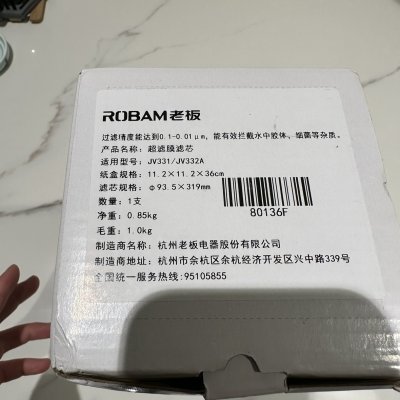 ROBAM老板
过滤精度能达到0.1-0.01μm,能有效拦截水中胶体、细菌等杂质。
产品名称: 超滤膜滤芯
适用型号: JV331/JV332A
纸盒规格: 11.2×11.2×36cm
滤芯规格: Φ93.5×319mm
数量: 1支
净重: 0.85kg
80136F
毛重: 1.0kg
制造商名称: 杭州老板电器股份有限公司
制造商地址: 杭州市余杭区余杭经济开发区兴中路339号
全国统一服务热线: 95105855